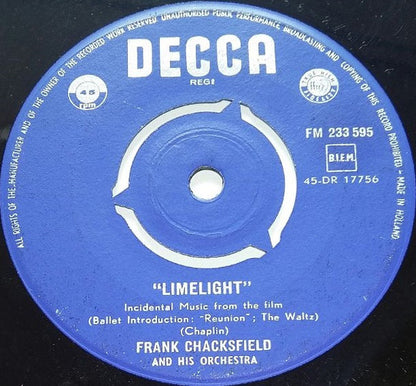 ALL RIGHTS OF THE MANUFACTURER AND OF THE OWNER OF THE RECORDED WORK RESERVED UNAUTHORISED PUBLIC PERFORMANCE, BROADCASTING AND COPYING OF THIS RECORD PROHIBITED - MADE IN HOLLAND
DECCA
REGD
45
rpm
FM 233 595
B.I.E.M.
45-DR 17756
"LIMELIGHT"
Incidental Music from the film
(Ballet Introduction: "Reunion"; The Waltz)
(Chaplin)
FRANK CHACKSFIELD
AND HIS ORCHESTRA